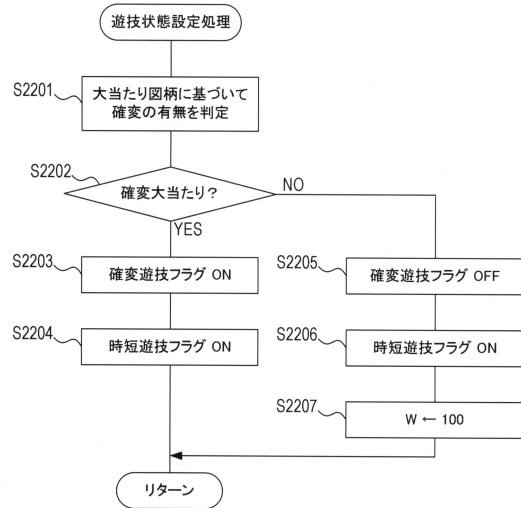 遊技状態設定処理
S2201
大当たり図柄に基づいて
確変の有無を判定
S2202
確変大当たり？
NO
YES
S2203
確変遊技フラグ ON
S2205
確変遊技フラグ OFF
S2204
時短遊技フラグ ON
S2206
時短遊技フラグ ON
S2207
W ← 100
リターン